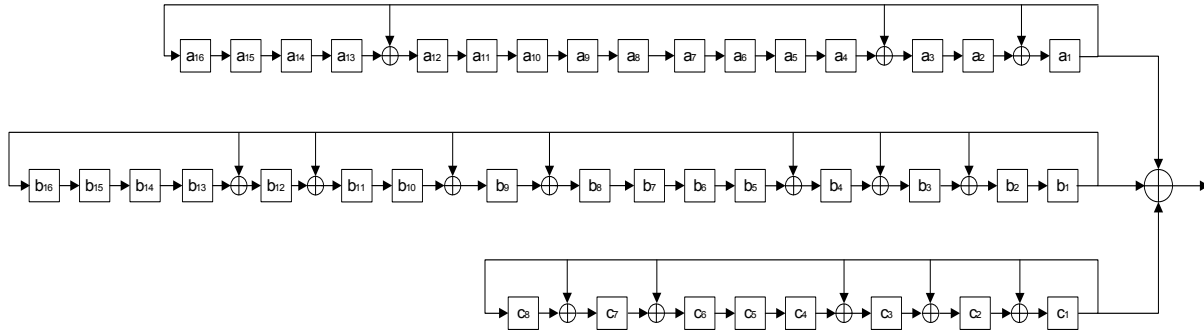 a16 a15 a14 a13 a12 a11 a10 a9 a8 a7 a6 a5 a4 a3 a2 a1
b16 b15 b14 b13 b12 b11 b10 b9 b8 b7 b6 b5 b4 b3 b2 b1
c8 c7 c6 c5 c4 c3 c2 c1